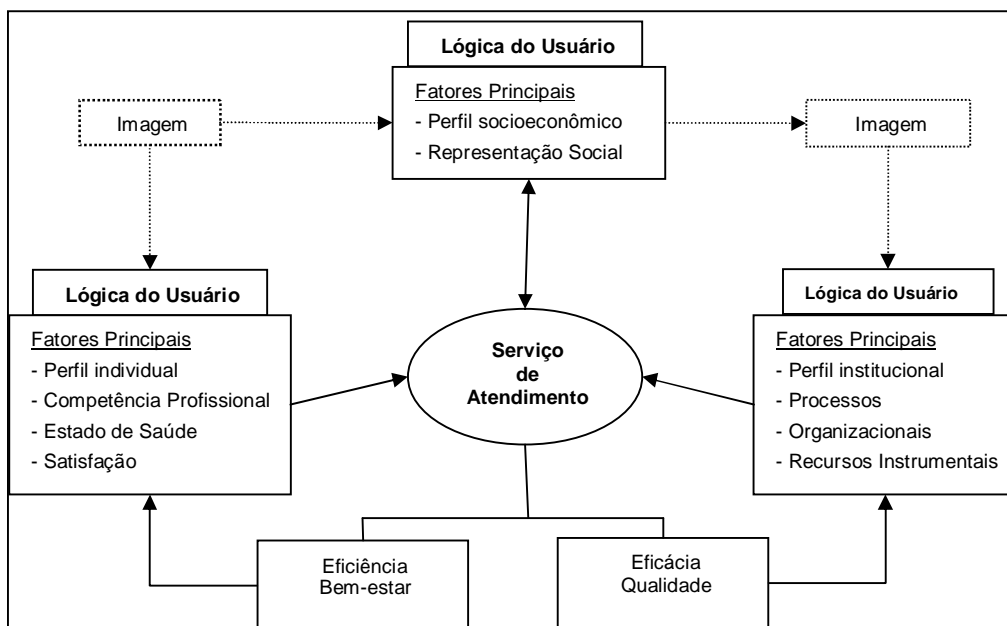 Lógica do Usuário
Fatores Principais
- Perfil socioeconômico
- Representação Social
Imagem
Imagem
Lógica do Usuário
Fatores Principais
- Perfil individual
- Competência Profissional
- Estado de Saúde
- Satisfação
Serviço
de
Atendimento
Lógica do Usuário
Fatores Principais
- Perfil institucional
- Processos
- Organizacionais
- Recursos Instrumentais
Eficiência
Bem-estar
Eficácia
Qualidade